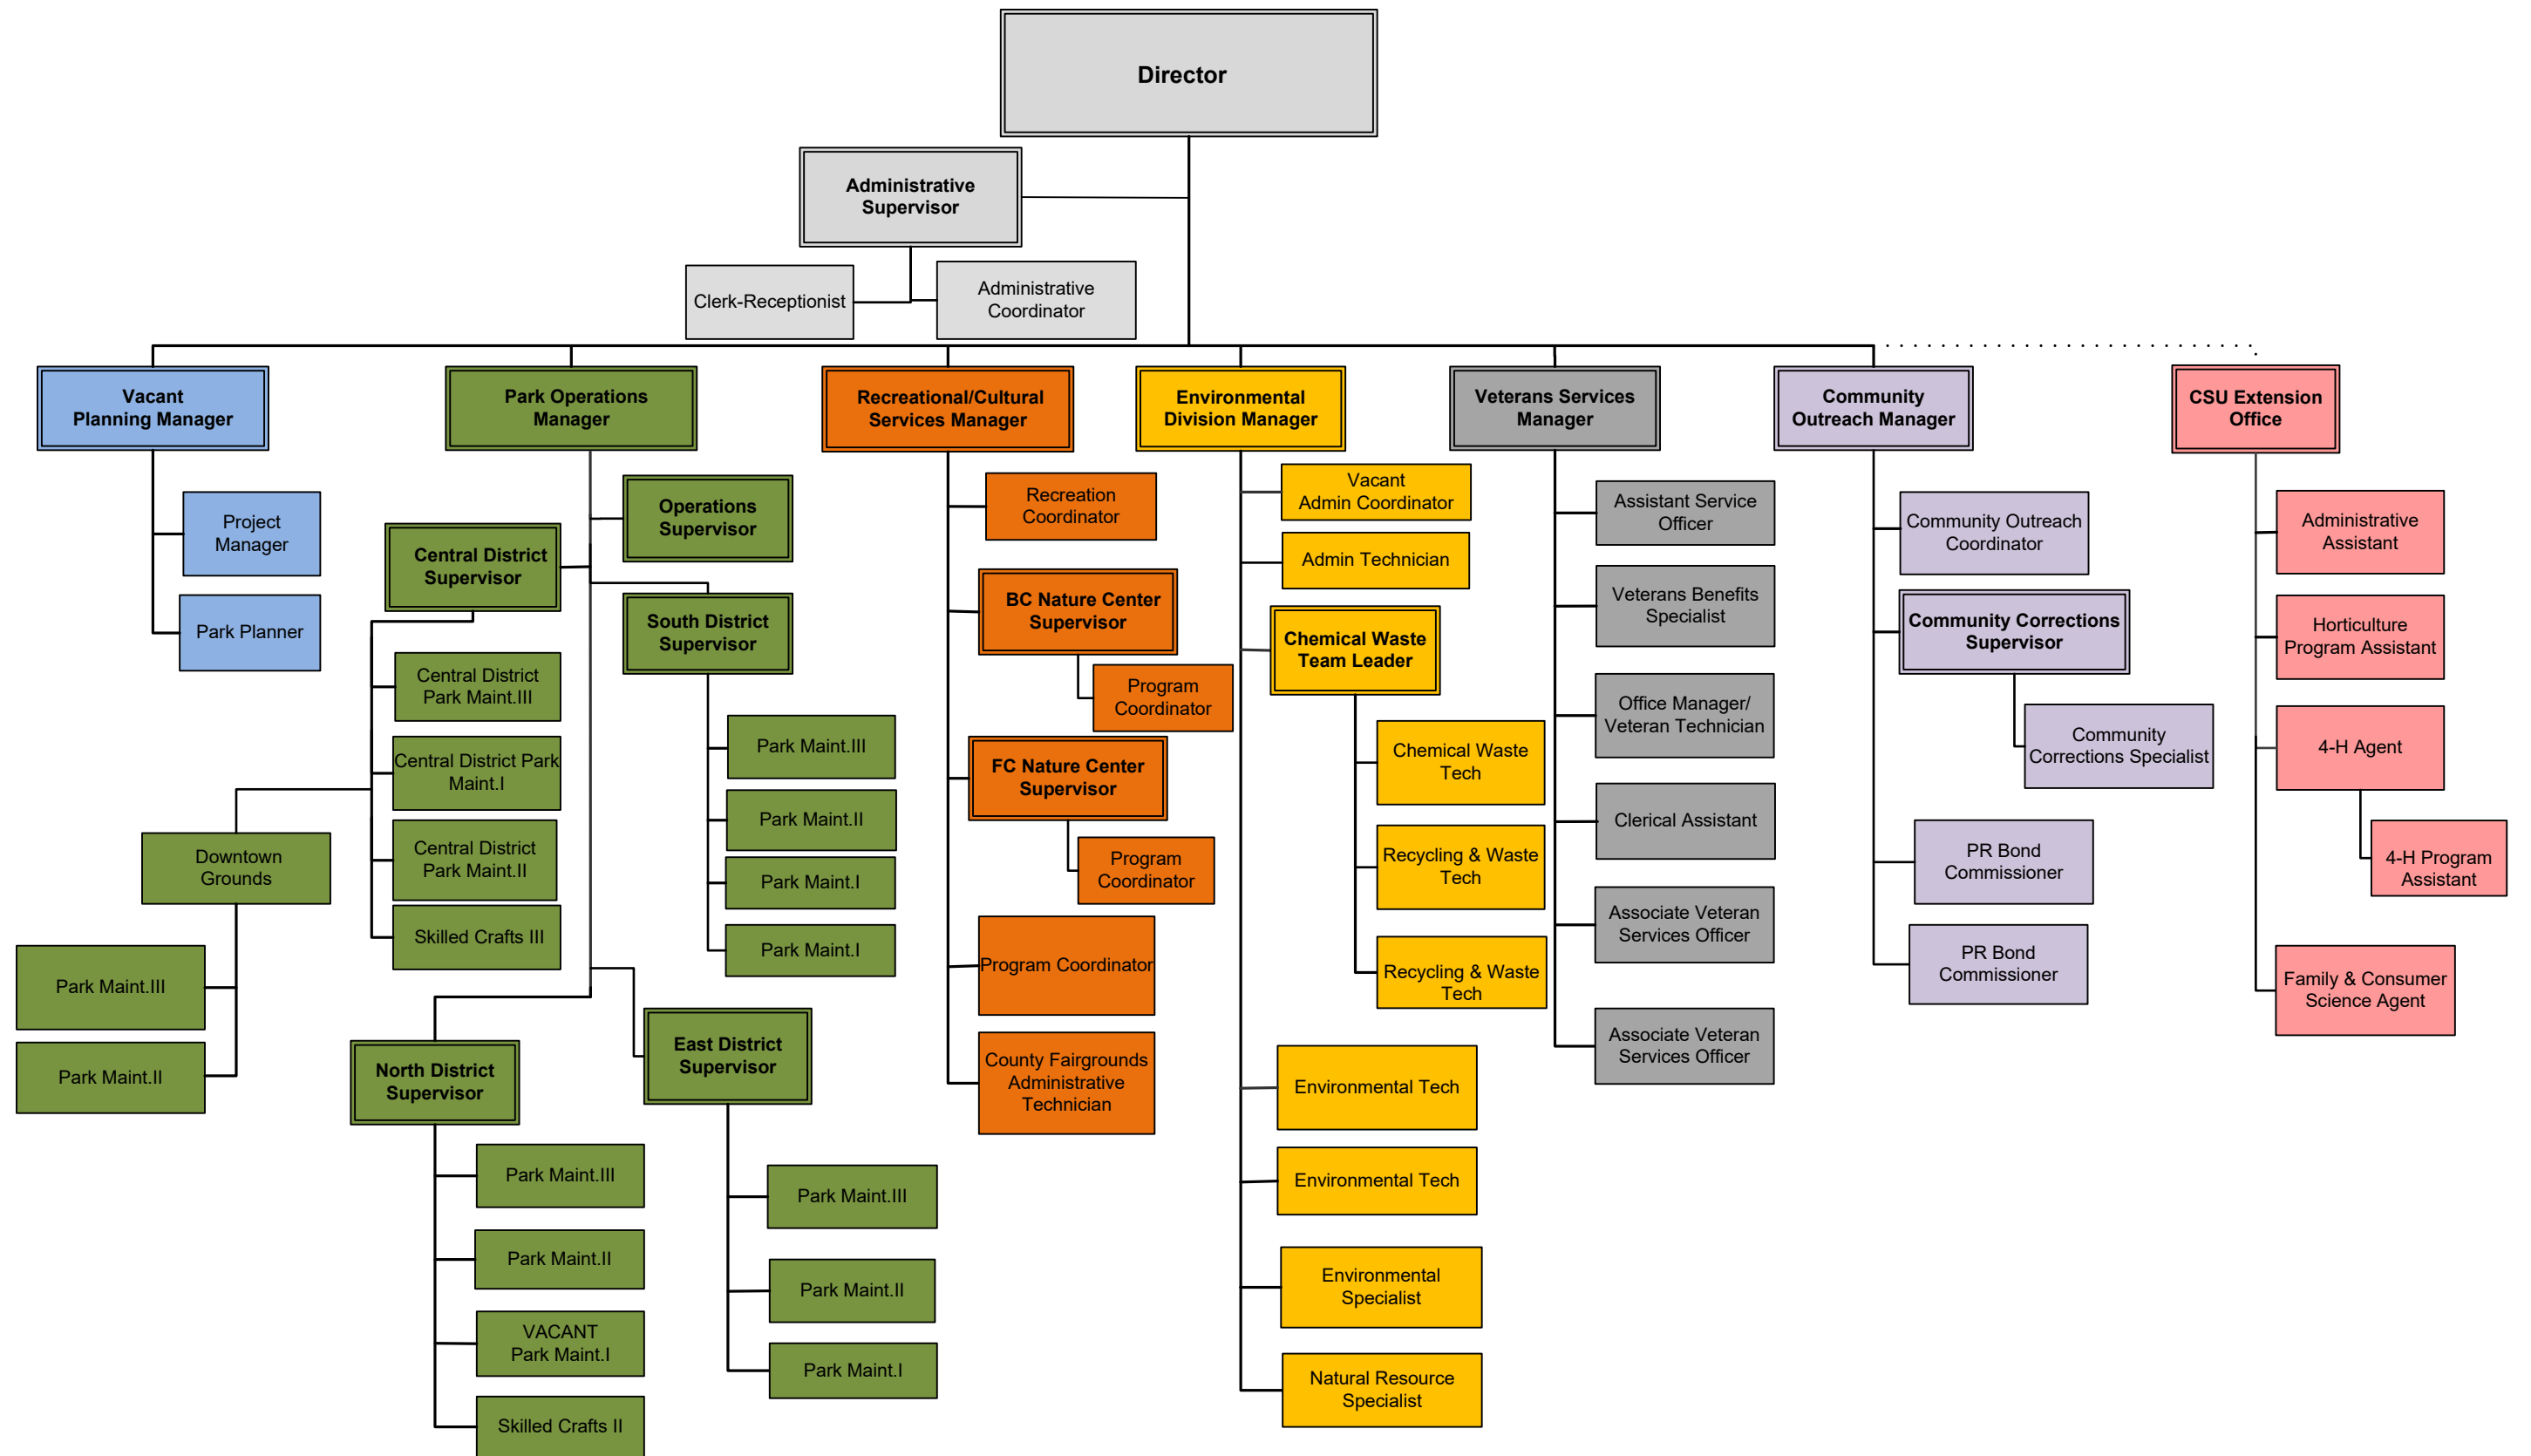 Director
Administrative
Supervisor
Clerk-Receptionist
Administrative
Coordinator
Vacant
Planning Manager
Project
Manager
Park Planner
Park Operations
Manager
Operations
Supervisor
Central District
Supervisor
South District
Supervisor
Central District
Park Maint.III
Central District Park
Maint.I
Central District
Park Maint.II
Skilled Crafts III
Downtown
Grounds
Park Maint.III
Park Maint.II
Park Maint.III
Park Maint.II
Park Maint.I
Park Maint.I
North District
Supervisor
Park Maint.III
Park Maint.II
VACANT
Park Maint.I
Skilled Crafts II
East District
Supervisor
Park Maint.III
Park Maint.II
Park Maint.I
Recreational/Cultural
Services Manager
Recreation
Coordinator
BC Nature Center
Supervisor
Program
Coordinator
FC Nature Center
Supervisor
Program
Coordinator
Program Coordinator
County Fairgrounds
Administrative
Technician
Environmental
Division Manager
Vacant
Admin Coordinator
Admin Technician
Chemical Waste
Team Leader
Chemical Waste
Tech
Recycling & Waste
Tech
Recycling & Waste
Tech
Environmental Tech
Environmental Tech
Environmental
Specialist
Natural Resource
Specialist
Veterans Services
Manager
Assistant Service
Officer
Veterans Benefits
Specialist
Office Manager/
Veteran Technician
Clerical Assistant
Associate Veteran
Services Officer
Associate Veteran
Services Officer
Community
Outreach Manager
Community Outreach
Coordinator
Community Corrections
Supervisor
Community
Corrections Specialist
PR Bond
Commissioner
PR Bond
Commissioner
CSU Extension
Office
Administrative
Assistant
Horticulture
Program Assistant
4-H Agent
4-H Program
Assistant
Family & Consumer
Science Agent